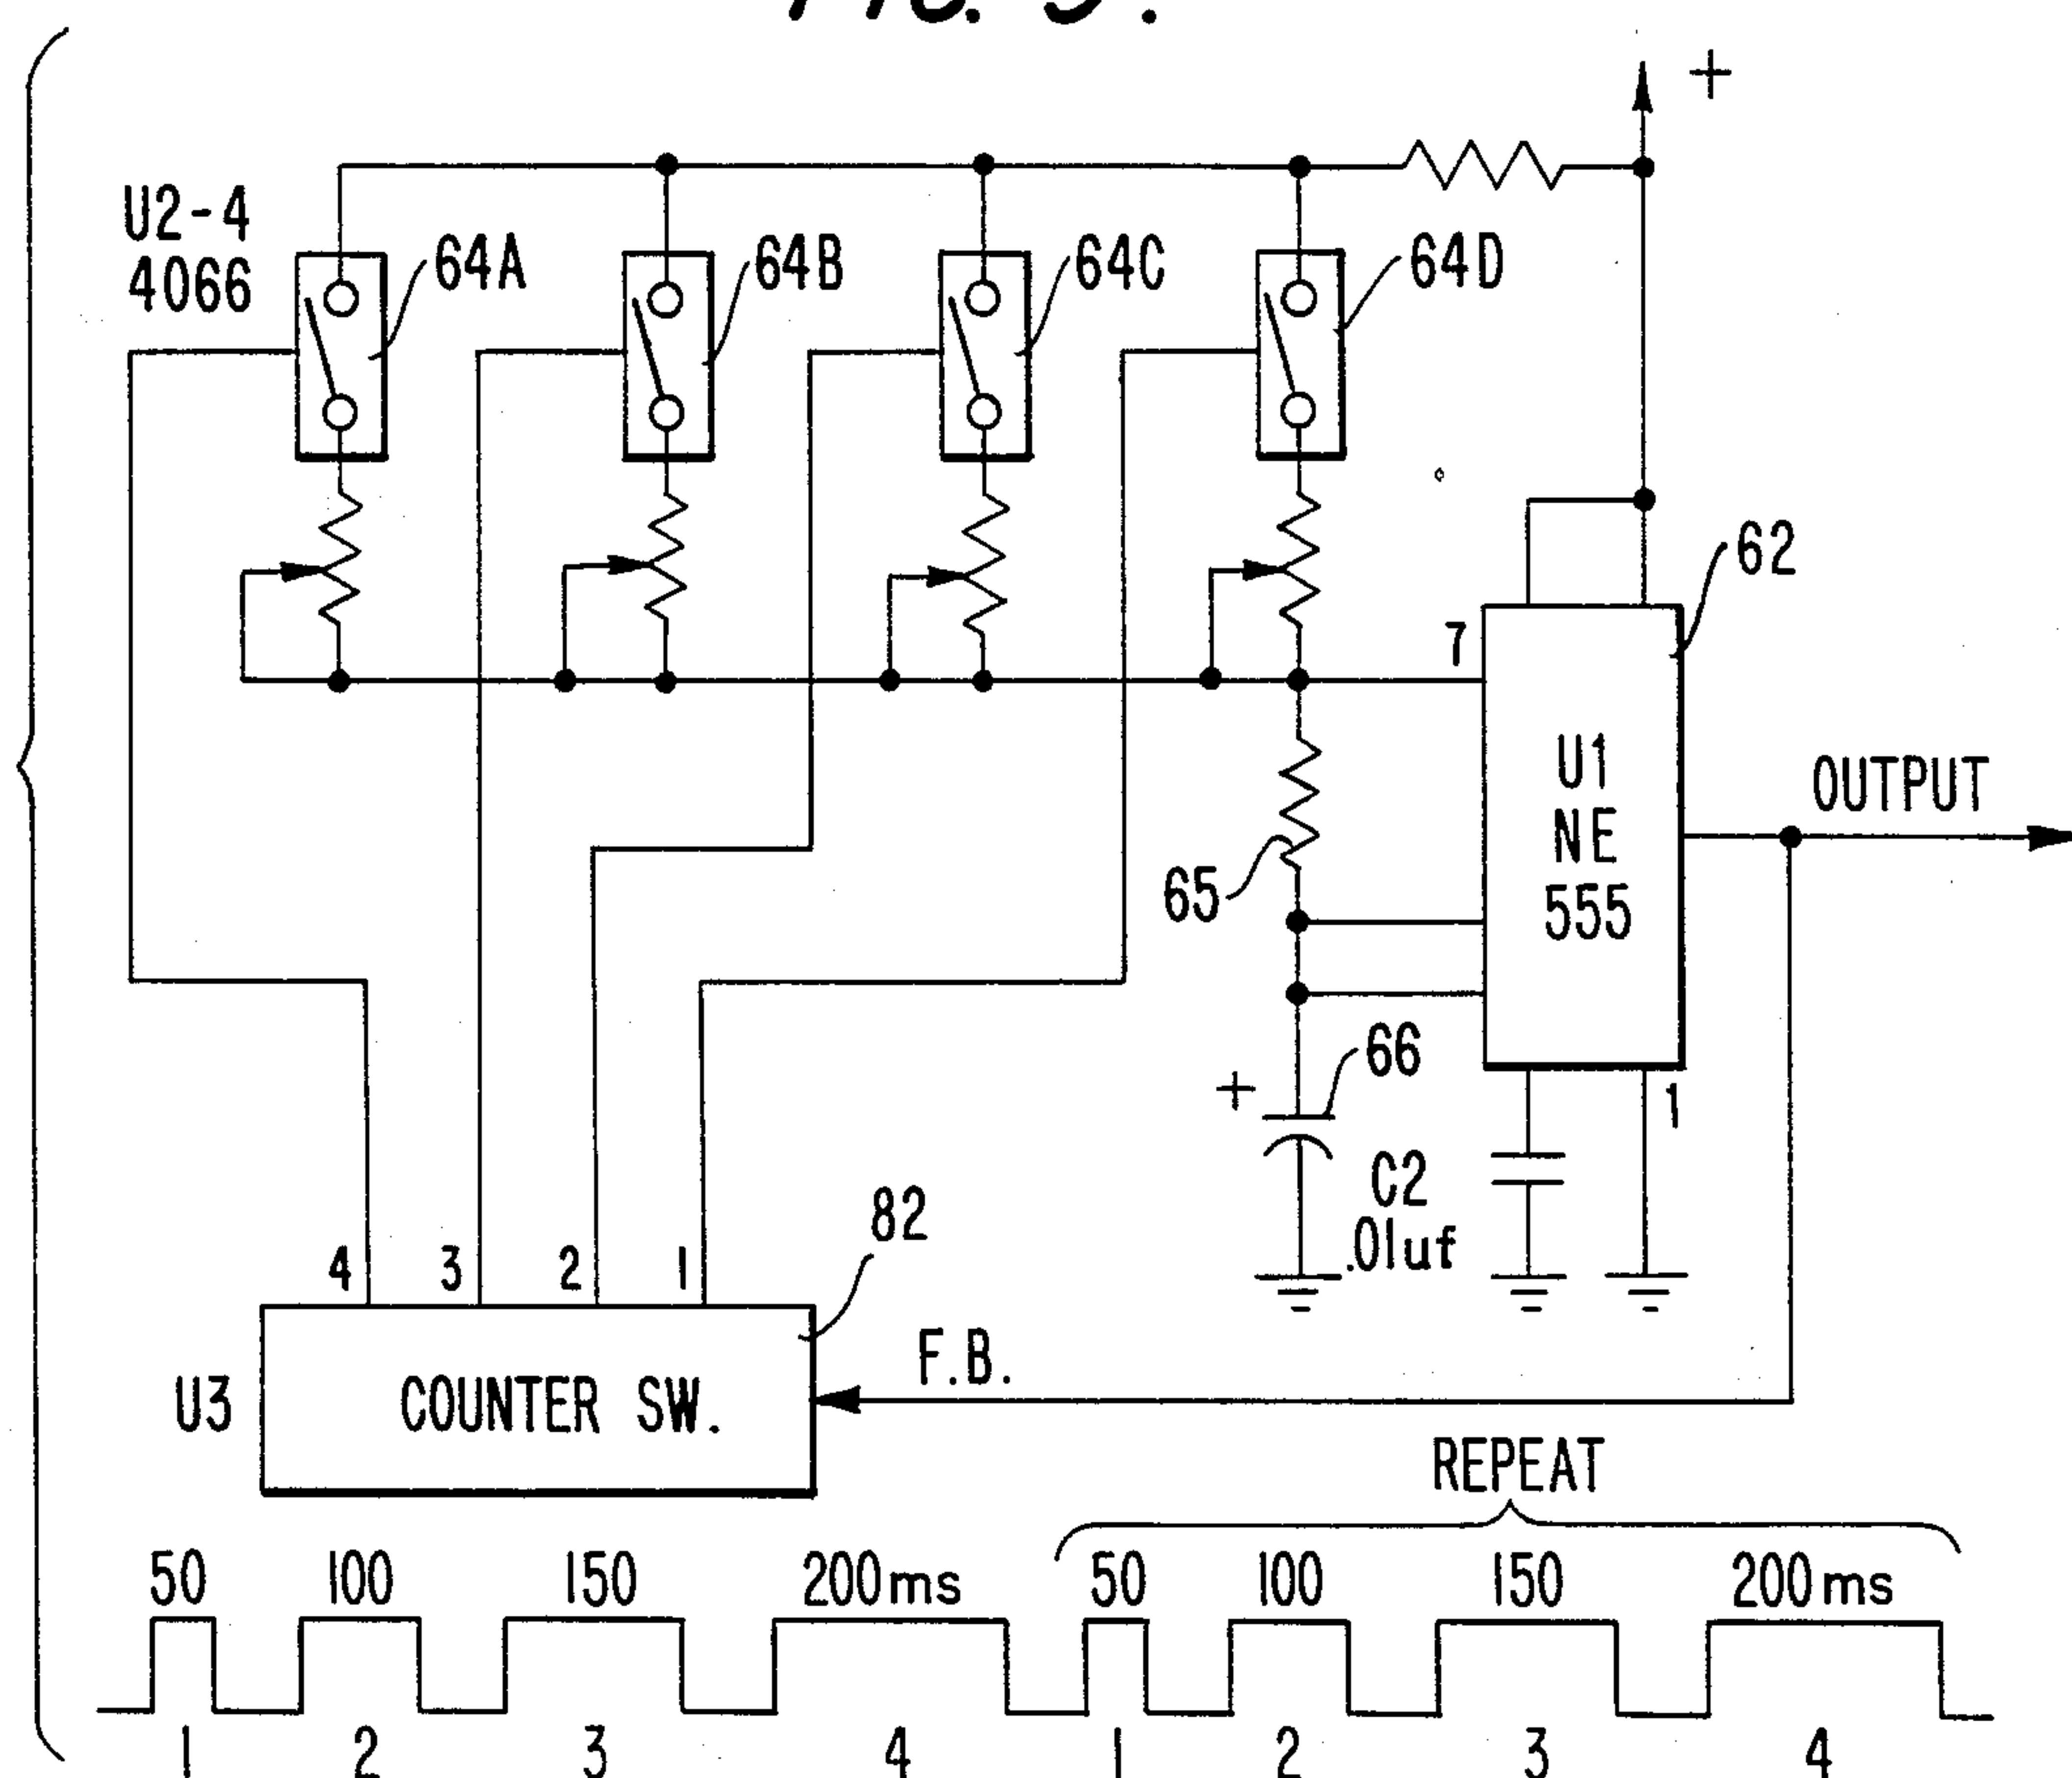 FIG. 5.
+
U2-4
4066
64A
64B
64C
64D
62
7
U1
NE
555
OUTPUT
65
66
+
1
C2
.01uf
82
4 3 2 1
F.B.
U3
COUNTER SW.
REPEAT
50 100 150 200ms 50 100 150 200ms
1 2 3 4 1 2 3 4